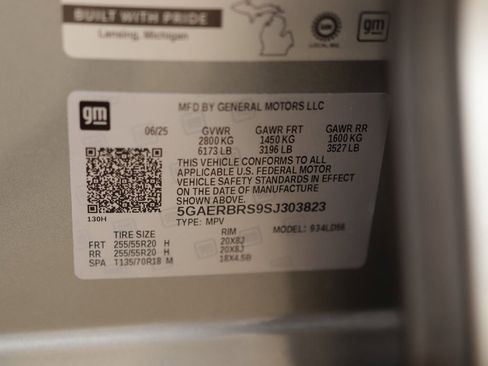 BUILT WITH PRIDE
gm
Lansing, Michigan
gm
MFD BY GENERAL MOTORS LLC
06/25 GVWR GAWR FRT GAWR RR
2800 KG 1450 KG 1600 KG
6173 LB 3196 LB 3527 LB
THIS VEHICLE CONFORMS TO ALL
APPLICABLE U.S. FEDERAL MOTOR
VEHICLE SAFETY STANDARDS IN EFFECT
ON THE DATE OF MANUFACTURE
SHOWN ABOVE.
130H
5GAERBRS9SJ303823
TYPE: MPV MODEL: 934LD56
TIRE SIZE RIM
FRT 255/55R20 H 20X8J
RR 255/55R20 H 20X8J
SPA T135/70R18 M 18X4.5B